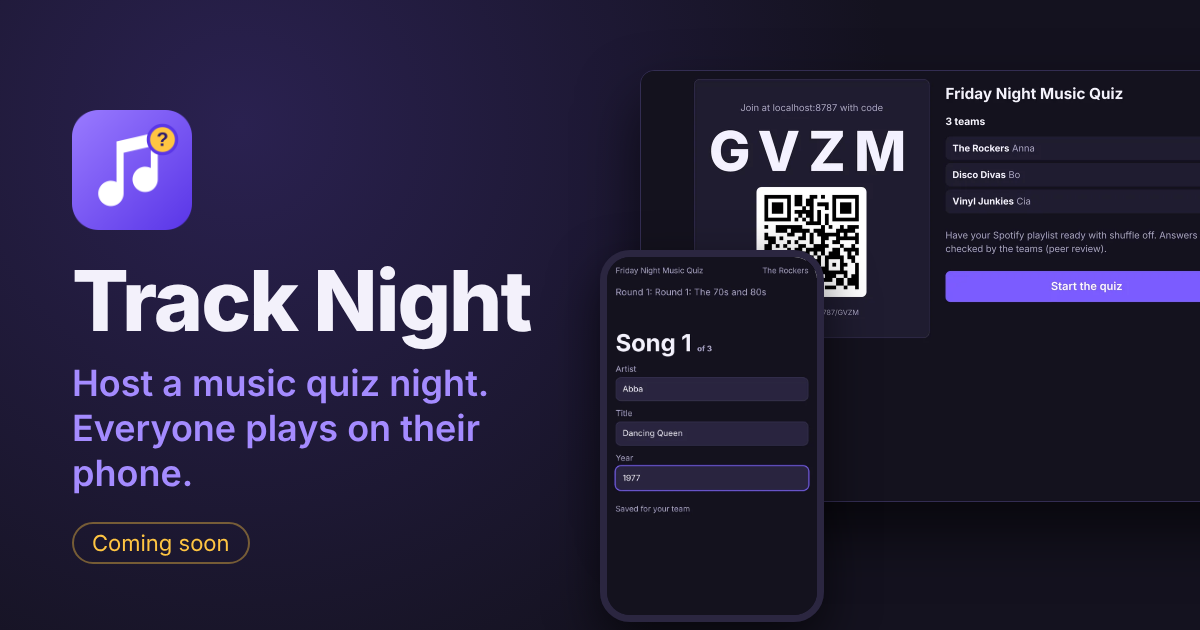 ?
Track Night
Host a music quiz night.
Everyone plays on their
phone.
Coming soon
Join at localhost:8787 with code
GVZM
787/GVZM
Friday Night Music Quiz
3 teams
The Rockers Anna
Disco Divas Bo
Vinyl Junkies Cia
Have your Spotify playlist ready with shuffle off. Answers
checked by the teams (peer review).
Start the quiz
Friday Night Music Quiz The Rockers
Round 1: Round 1: The 70s and 80s
Song 1 of 3
Artist
Abba
Title
Dancing Queen
Year
1977
Saved for your team